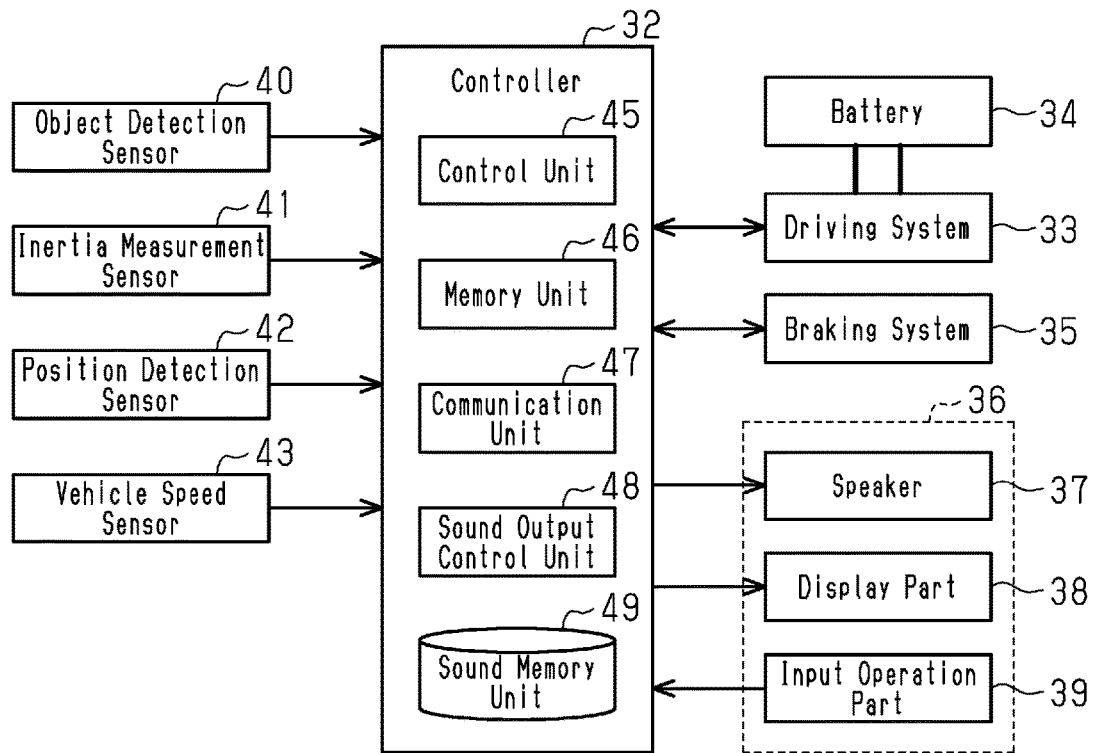 32
Controller
40
Object Detection
Sensor
41
Inertia Measurement
Sensor
42
Position Detection
Sensor
43
Vehicle Speed
Sensor
45
Control Unit
46
Memory Unit
47
Communication
Unit
48
Sound Output
Control Unit
49
Sound Memory
Unit
Battery
34
Driving System
33
Braking System
35
36
Speaker
37
Display Part
38
Input Operation
Part
39